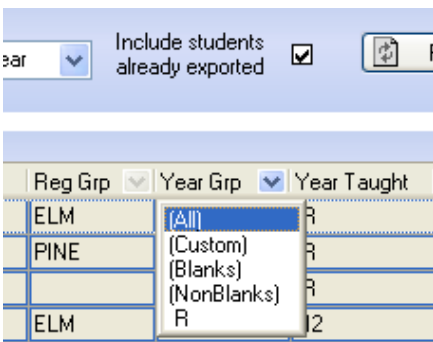 Include students
ear already exported
Reg Grp Year Grp Year Taught
ELM (All) R
PINE (Custom) R
(Blanks)
(NonBlanks) R
ELM R 12